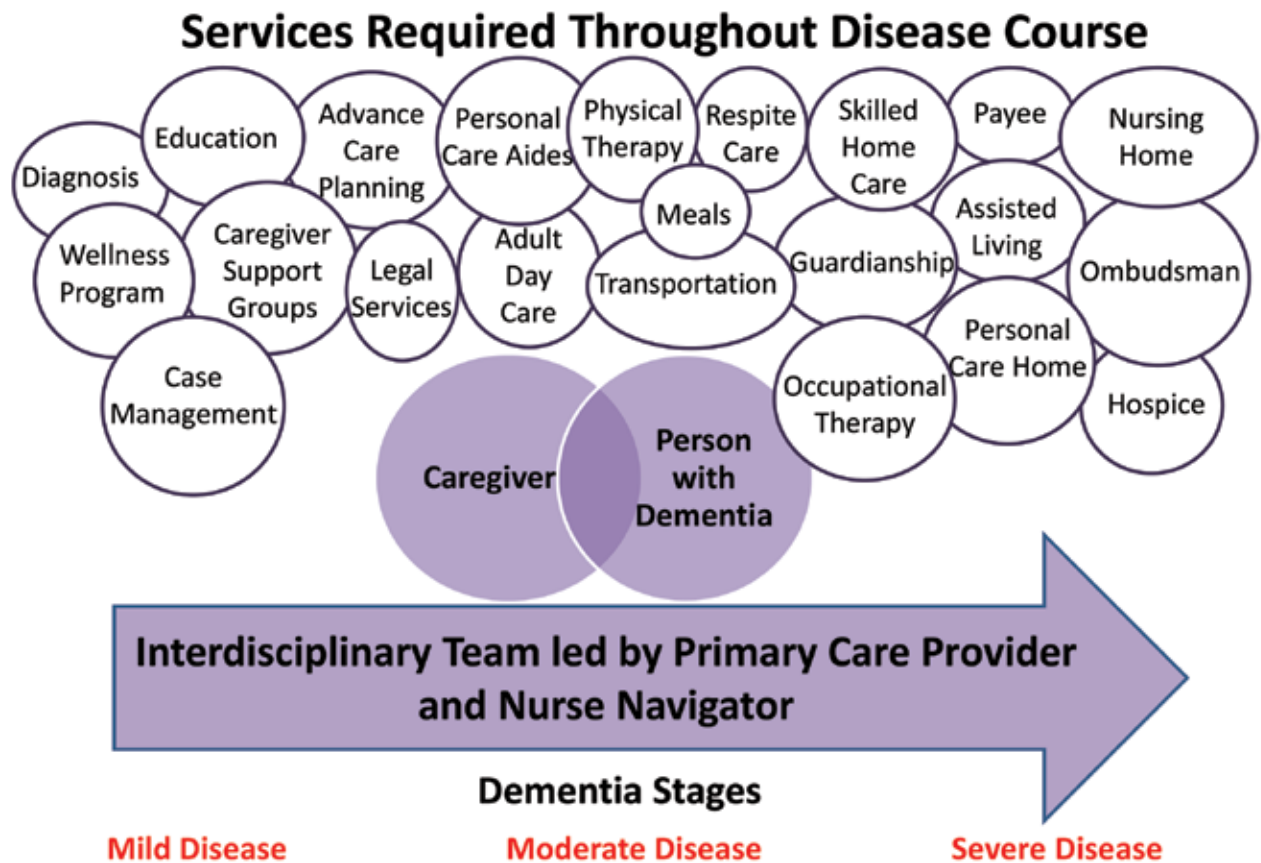 Services Required Throughout Disease Course
Diagnosis
Education
Advance
Care
Planning
Personal
Care Aides
Physical
Therapy
Respite
Care
Skilled
Home
Care
Payee
Nursing
Home
Wellness
Program
Caregiver
Support
Groups
Legal
Services
Adult
Day
Care
Meals
Transportation
Guardianship
Assisted
Living
Ombudsman
Case
Management
Occupational
Therapy
Personal
Care Home
Hospice
Caregiver
Person
with
Dementia
Interdisciplinary Team led by Primary Care Provider
and Nurse Navigator
Dementia Stages
Mild Disease
Moderate Disease
Severe Disease